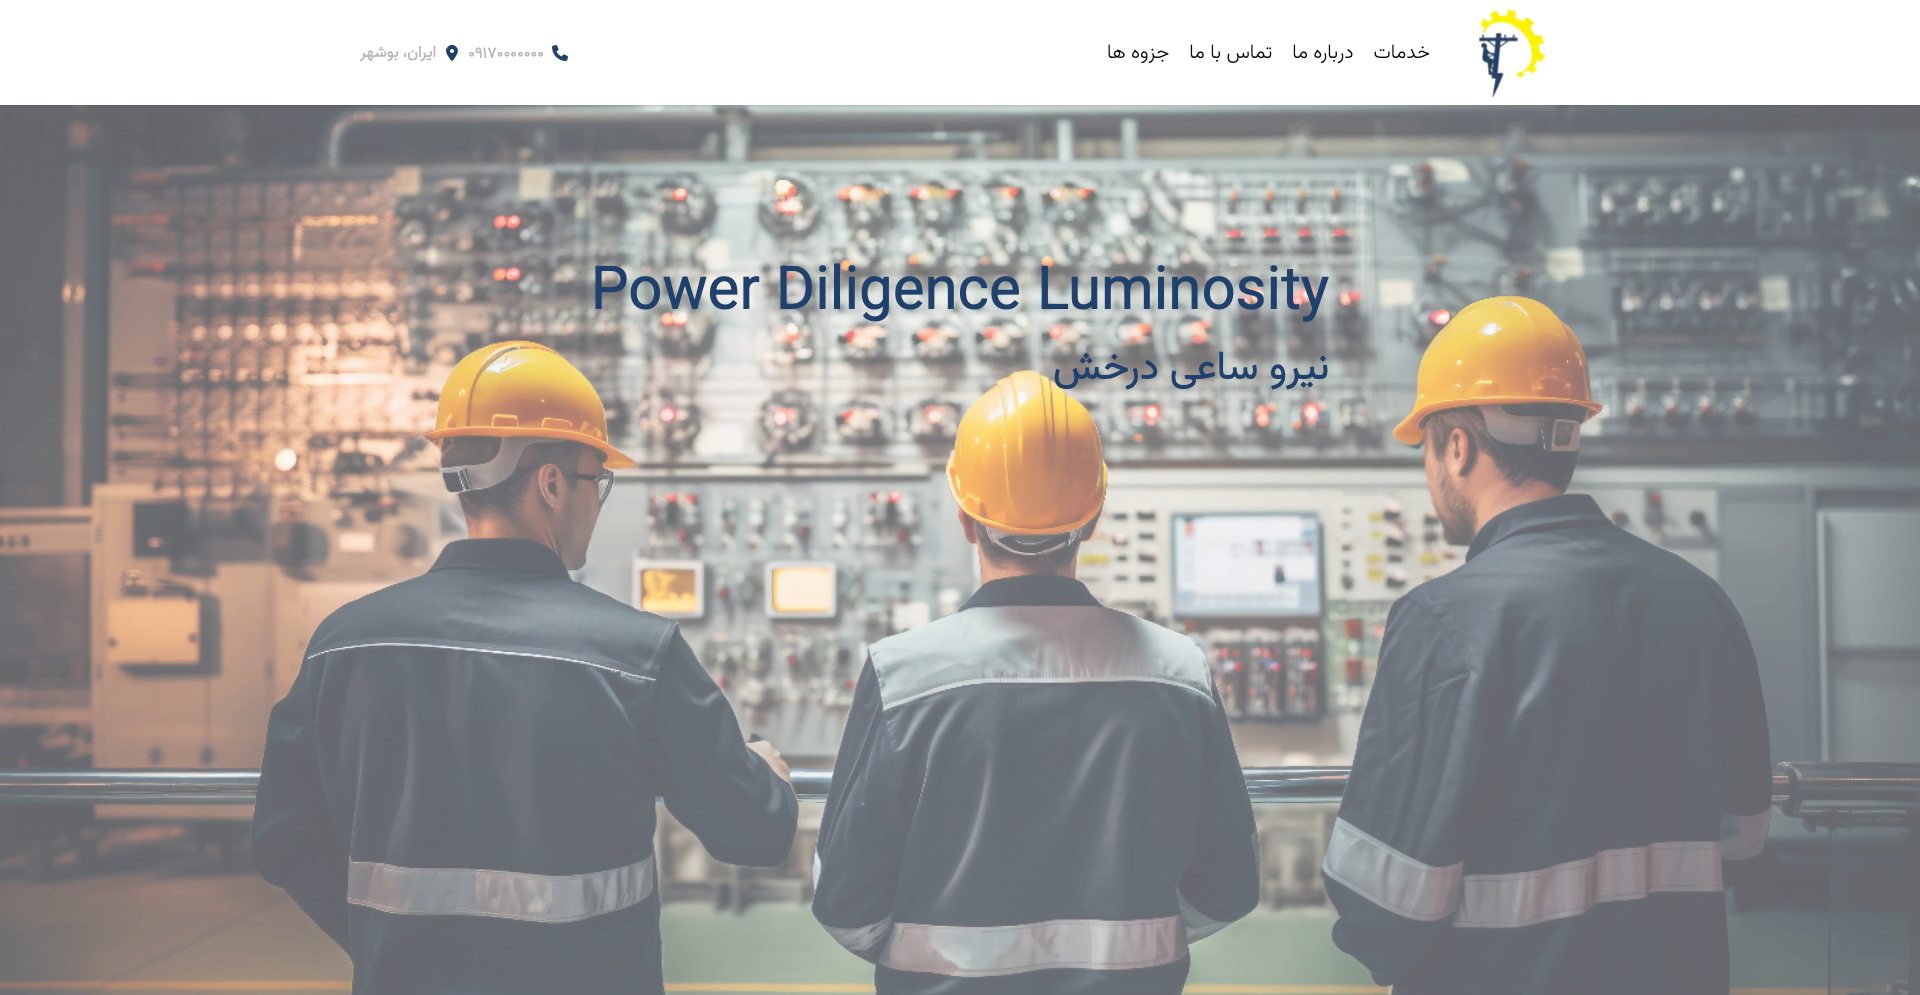 خدمات درباره ما تماس با ما جزوه ها
۰۹۱۷۰۰۰۰۰۰۰ ایران، بوشهر
Power Diligence Luminosity
نیرو ساعی درخش